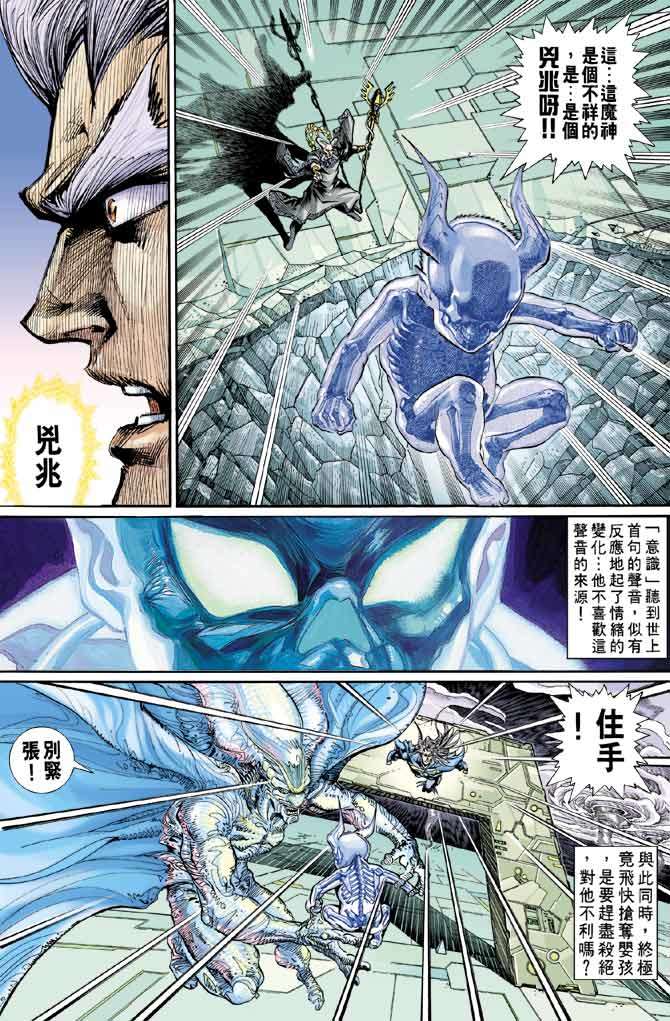 這…這魔神
是個不祥的
，是…是個
兇兆呀!!
兇兆
「意識」聽到世上
首句的聲音，似有
反應地起了情緒的
變化…他不喜歡這
聲音的來源！
住手
！
別緊
張！
與此同時，終極
竟飛快搶奪嬰孩
，是要趕盡殺絕
，對他不利嗎？